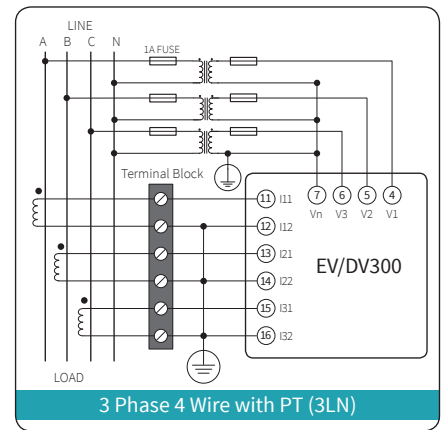 LINE
A B C N
1A FUSE
Terminal Block
11 I11
12 I12
13 I21
14 I22
15 I31
16 I32
7 6 5 4
Vn V3 V2 V1
EV/DV300
LOAD
3 Phase 4 Wire with PT (3LN)